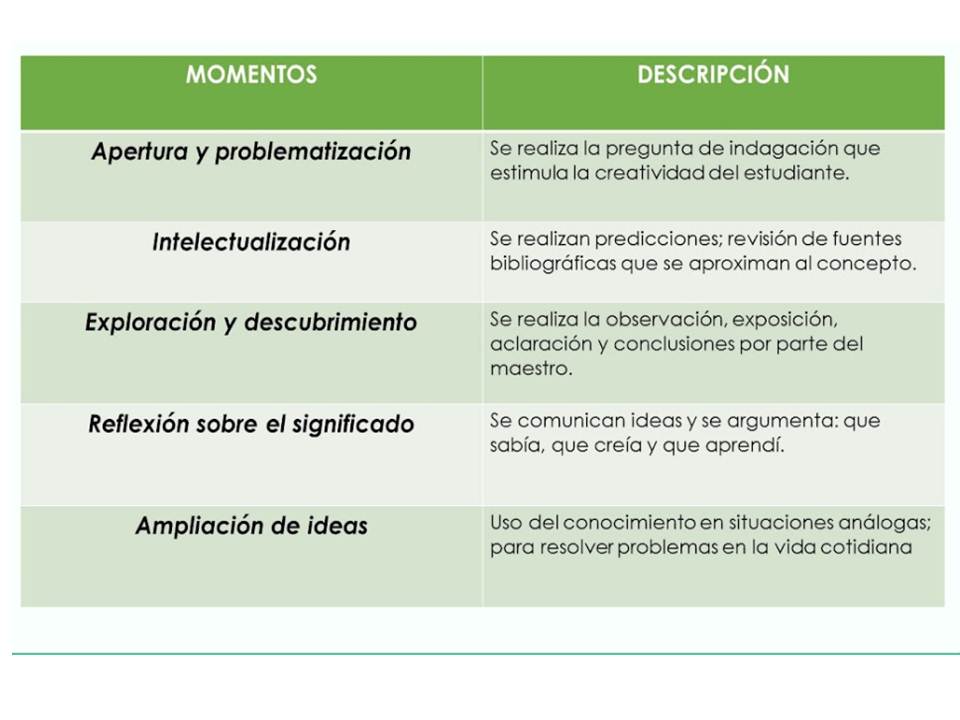 MOMENTOS
DESCRIPCIÓN
Apertura y problematización
Se realiza la pregunta de indagación que
estimula la creatividad del estudiante.
Intelectualización
Se realizan predicciones; revisión de fuentes
bibliográficas que se aproximan al concepto.
Exploración y descubrimiento
Se realiza la observación, exposición,
aclaración y conclusiones por parte del
maestro.
Reflexión sobre el significado
Se comunican ideas y se argumenta: que
sabía, que creía y que aprendí.
Ampliación de ideas
Uso del conocimiento en situaciones análogas;
para resolver problemas en la vida cotidiana